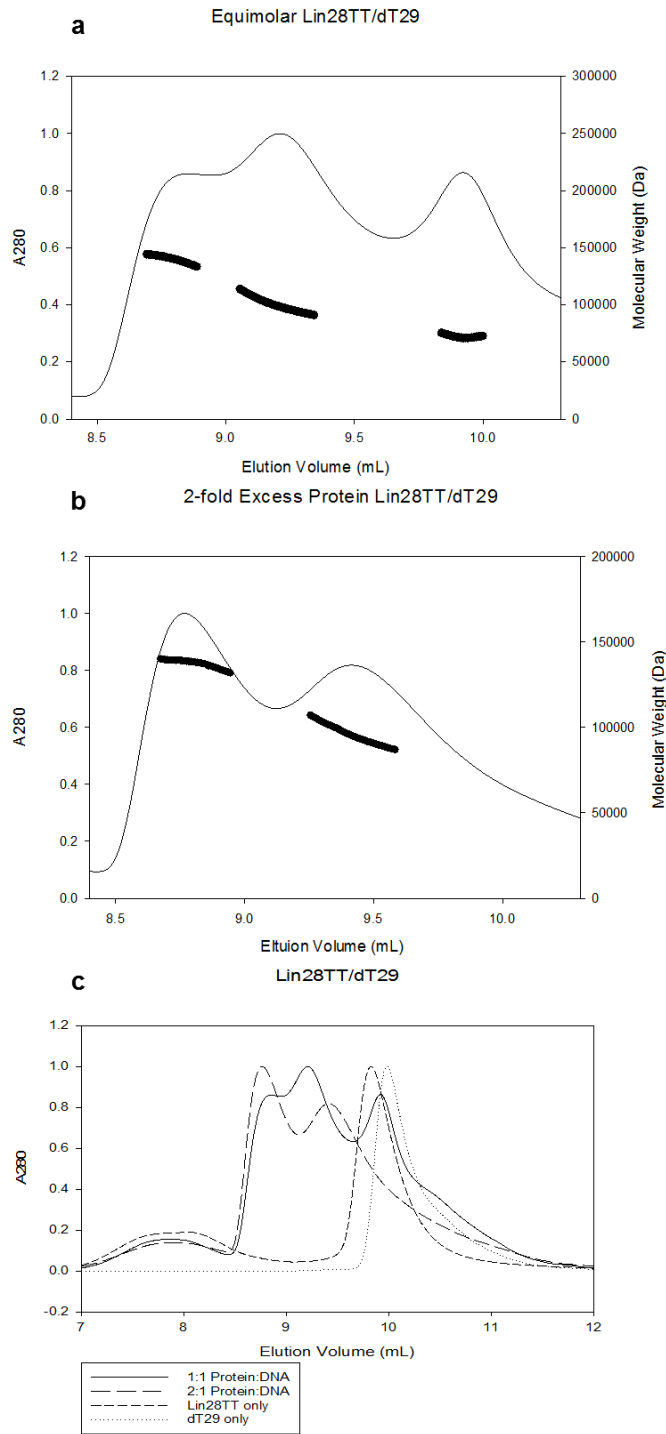 a
Equimolar Lin28TT/dT29
1.2
1.0
0.8
0.6
0.4
0.2
0.0
A280
300000
250000
200000
150000
100000
50000
0
Molecular Weight (Da)
8.5 9.0 9.5 10.0
Elution Volume (mL)
b
2-fold Excess Protein Lin28TT/dT29
1.2
1.0
0.8
0.6
0.4
0.2
0.0
A280
200000
150000
100000
50000
0
Molecular Weight (Da)
8.5 9.0 9.5 10.0
Eltuion Volume (mL)
c
Lin28TT/dT29
1.2
1.0
0.8
0.6
0.4
0.2
0.0
-0.2
A280
7 8 9 10 11 12
Elution Volume (mL)
1:1 Protein:DNA
2:1 Protein:DNA
Lin28TT only
dT29 only